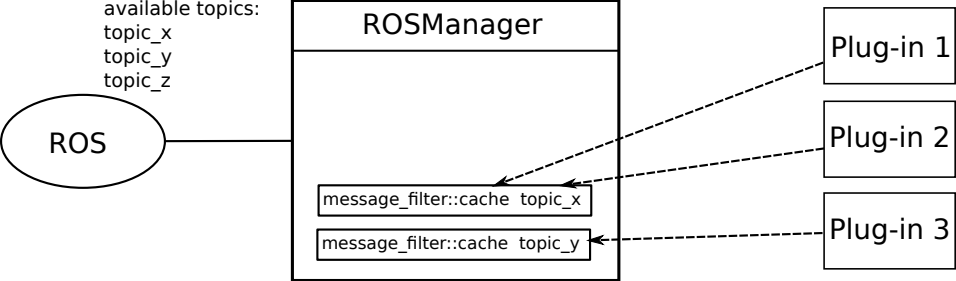 available topics:
topic_x
topic_y
topic_z
ROS
ROSManager
message_filter::cache topic_x
message_filter::cache topic_y
Plug-in 1
Plug-in 2
Plug-in 3